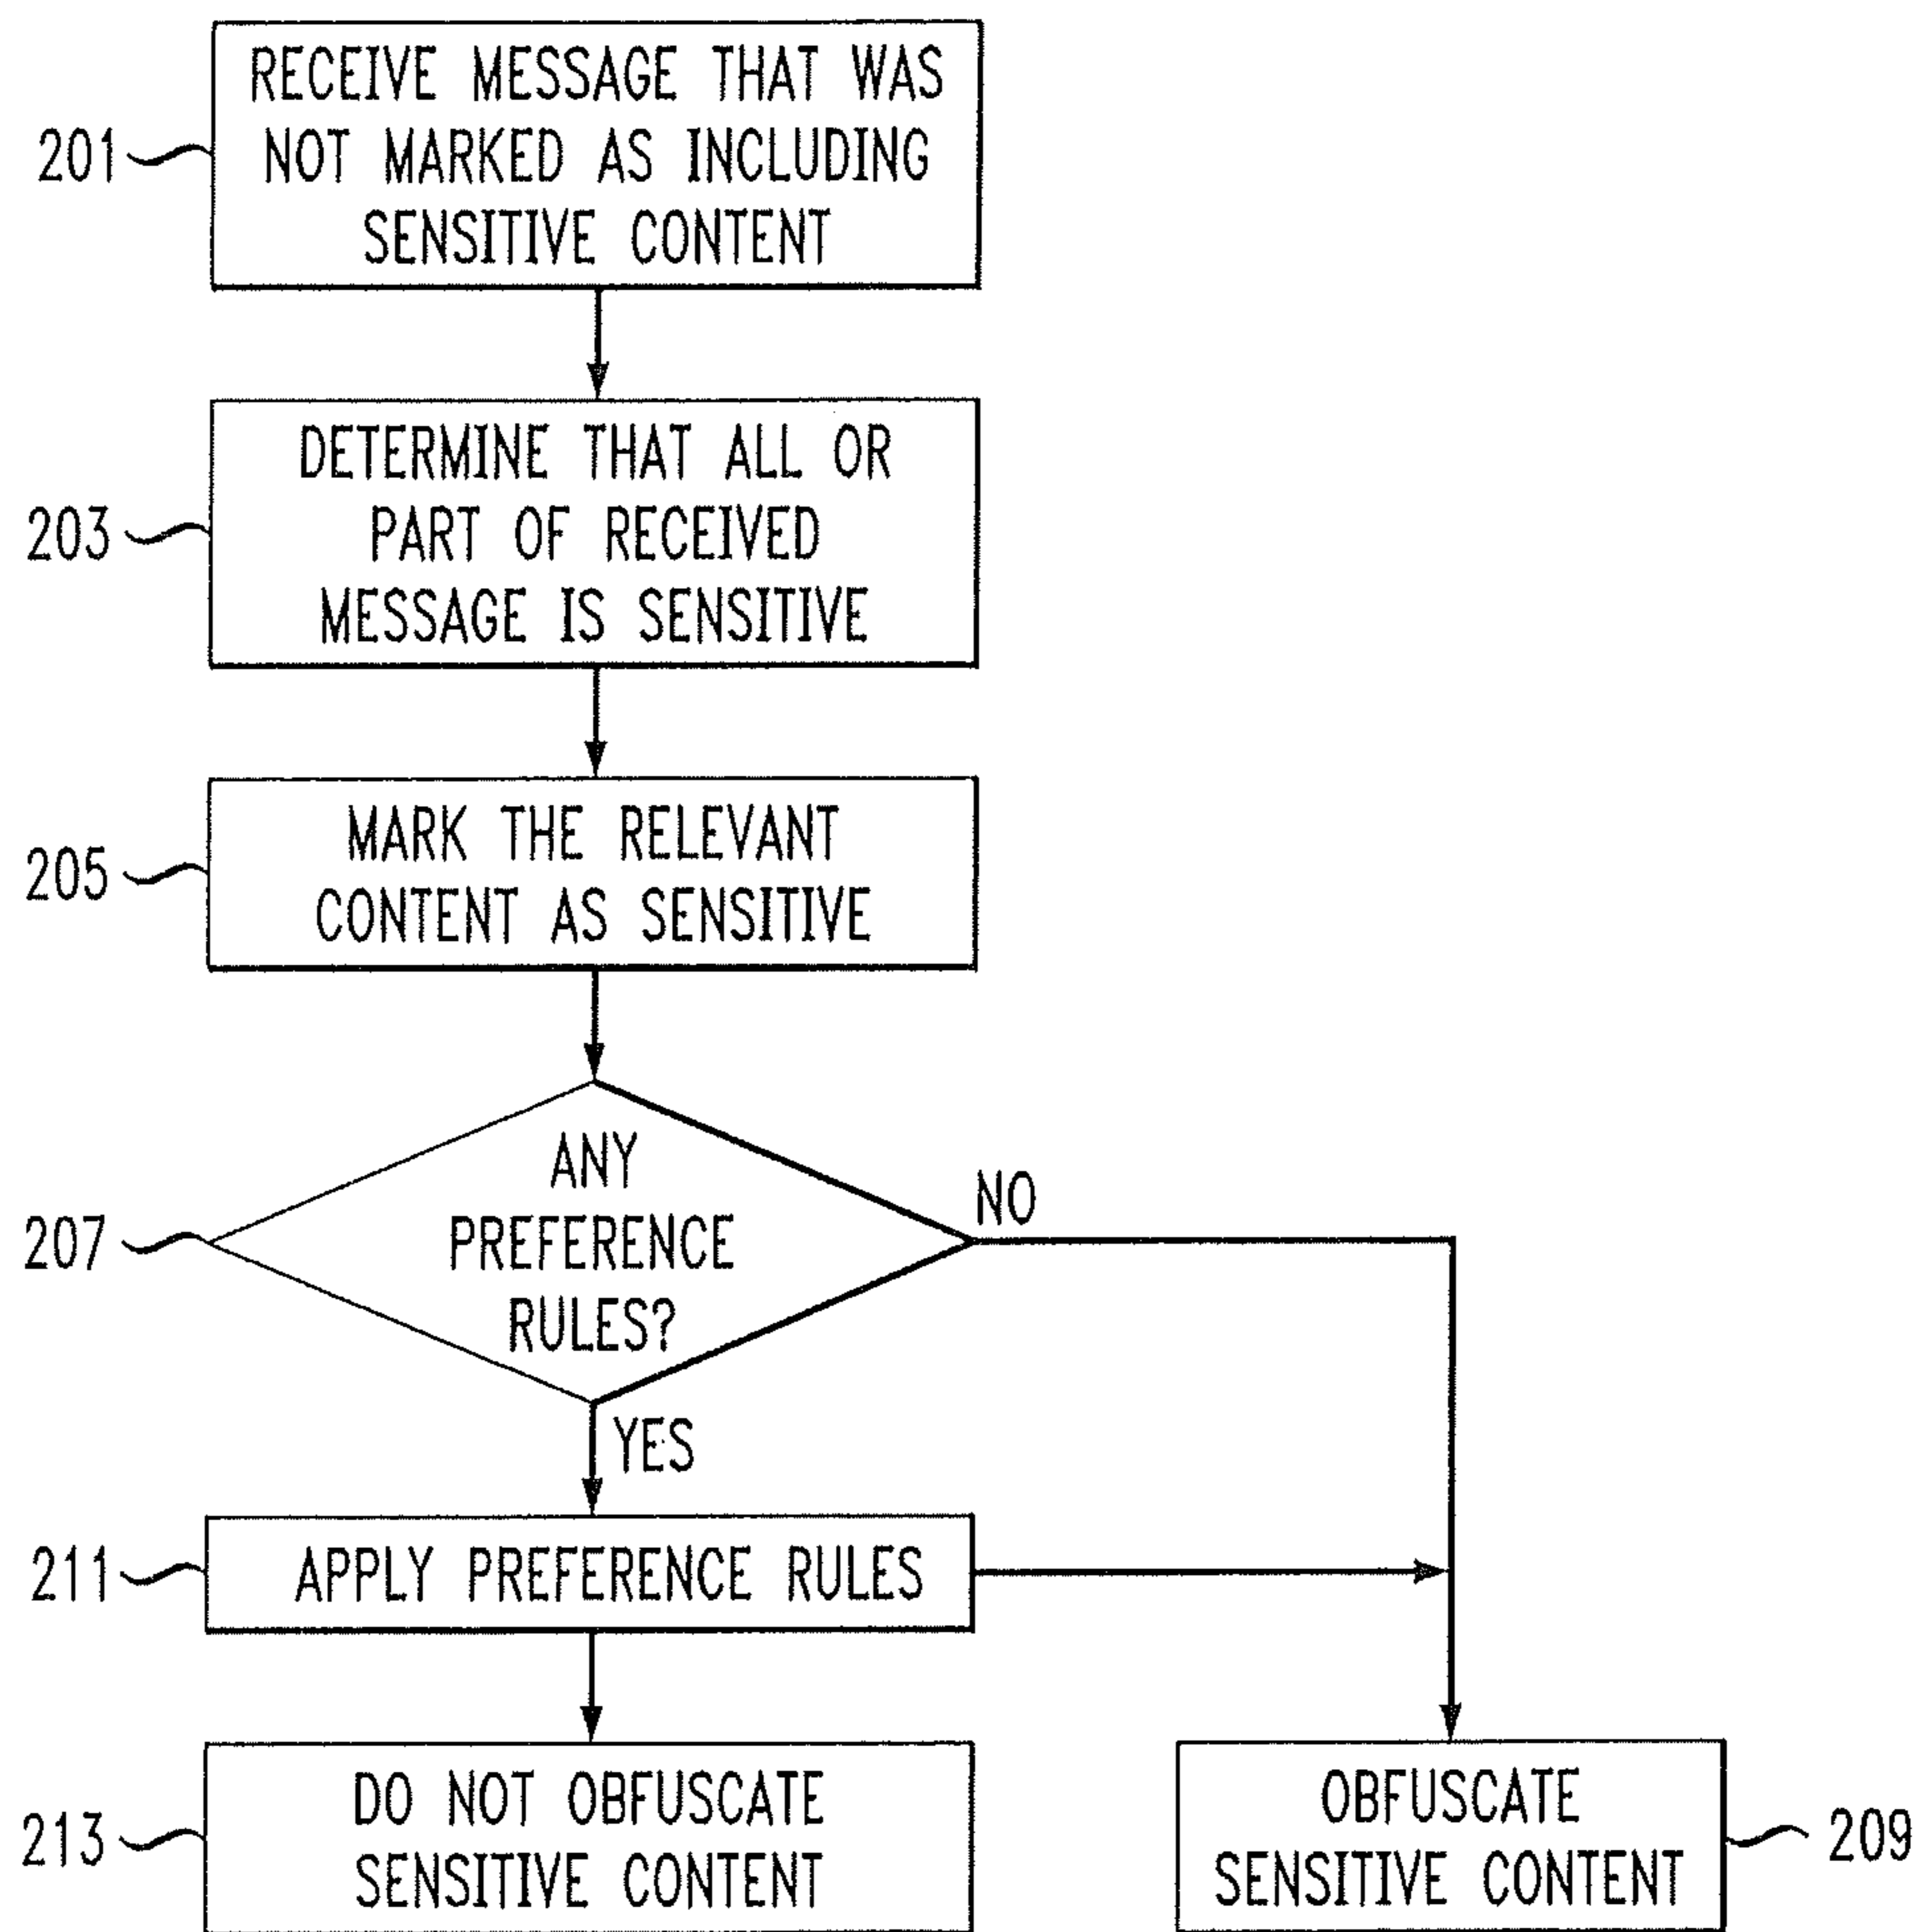 RECEIVE MESSAGE THAT WAS
NOT MARKED AS INCLUDING
SENSITIVE CONTENT
201
DETERMINE THAT ALL OR
PART OF RECEIVED
MESSAGE IS SENSITIVE
203
MARK THE RELEVANT
CONTENT AS SENSITIVE
205
ANY
PREFERENCE
RULES?
207
NO
YES
211
APPLY PREFERENCE RULES
DO NOT OBFUSCATE
SENSITIVE CONTENT
213
OBFUSCATE
SENSITIVE CONTENT
209